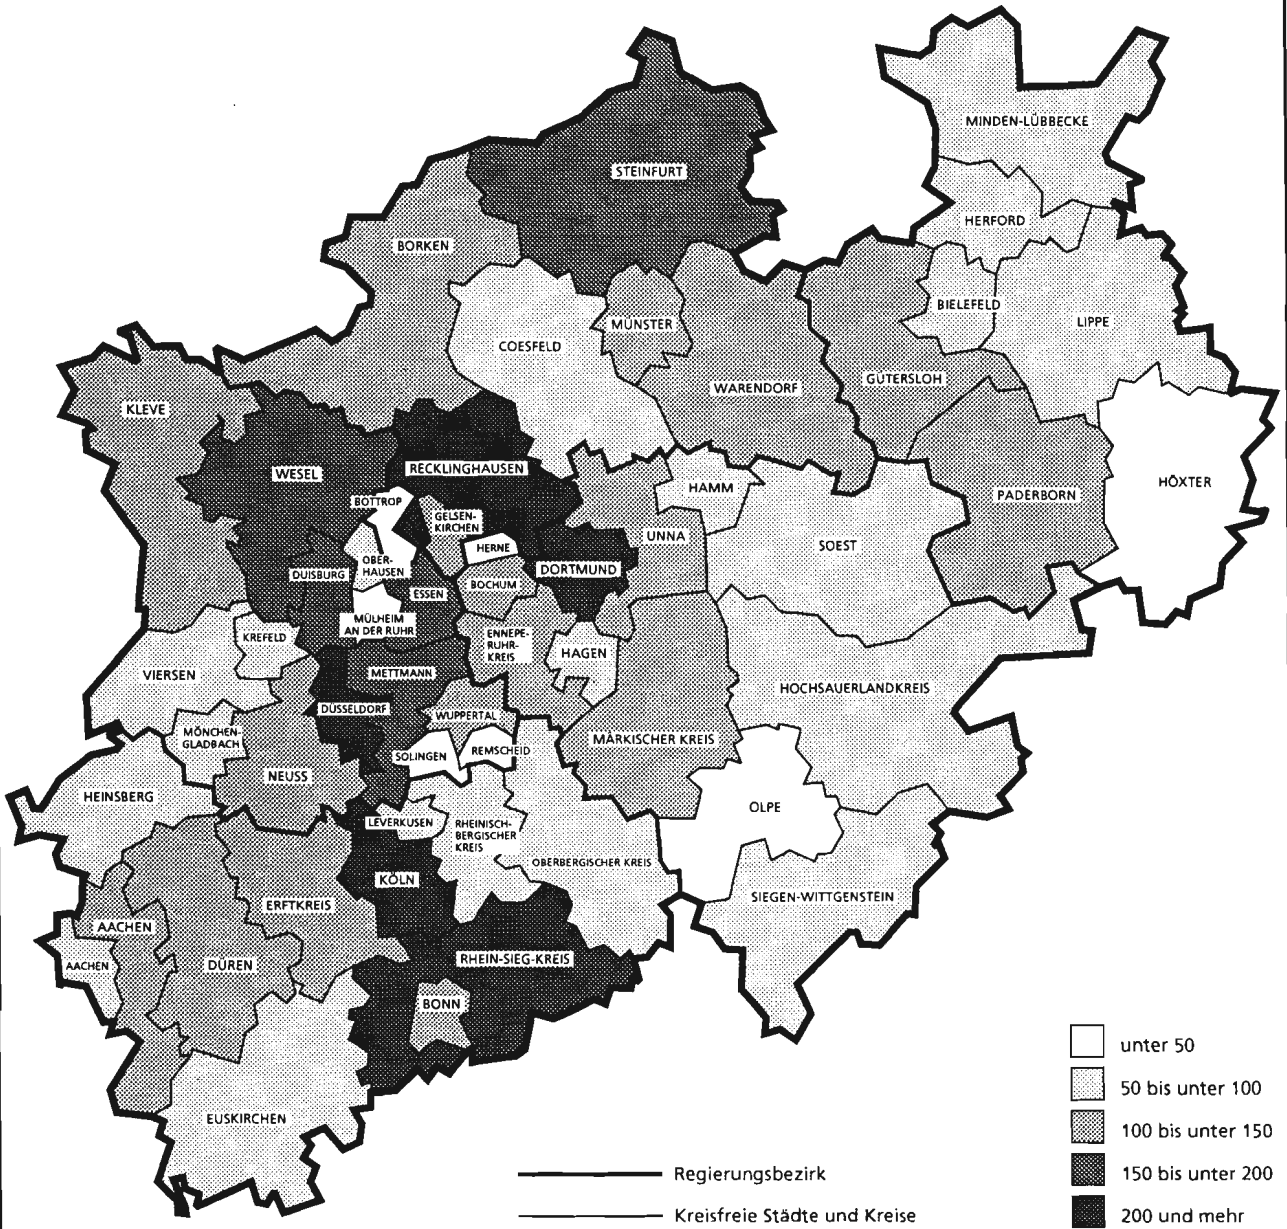 MINDEN-LÜBBECKE
STEINFURT
HERFORD
BORKEN
BIELEFELD
LIPPE
MÜNSTER
COESFELD
GÜTERSLOH
WARENDORF
KLEVE
RECKLINGHAUSEN
WESEL
HÖXTER
HAMM
PADERBORN
BOTTROP
GELSEN-
KIRCHEN
UNNA
SOEST
HERNE
OBER-
HAUSEN
DORTMUND
DUISBURG
BOCHUM
ESSEN
MÜLHEIM
AN DER RUHR
KREFELD
ENNEPE-
RUHR-
KREIS
HAGEN
VIERSEN
METTMANN
HOCHSAUERLANDKREIS
DÜSSELDORF
WUPPERTAL
MÖNCHEN-
GLADBACH
MÄRKISCHER KREIS
SOLINGEN
REMSCHEID
NEUSS
HEINSBERG
OLPE
LEVERKUSEN
RHEINISCH-
BERGISCHER
KREIS
OBERBERGISCHER KREIS
KÖLN
SIEGEN-WITTGENSTEIN
ERFTKREIS
AACHEN
RHEIN-SIEG-KREIS
AACHEN
DÜREN
BONN
EUSKIRCHEN
unter 50
50 bis unter 100
100 bis unter 150
150 bis unter 200
200 und mehr
Regierungsbezirk
Kreisfreie Städte und Kreise